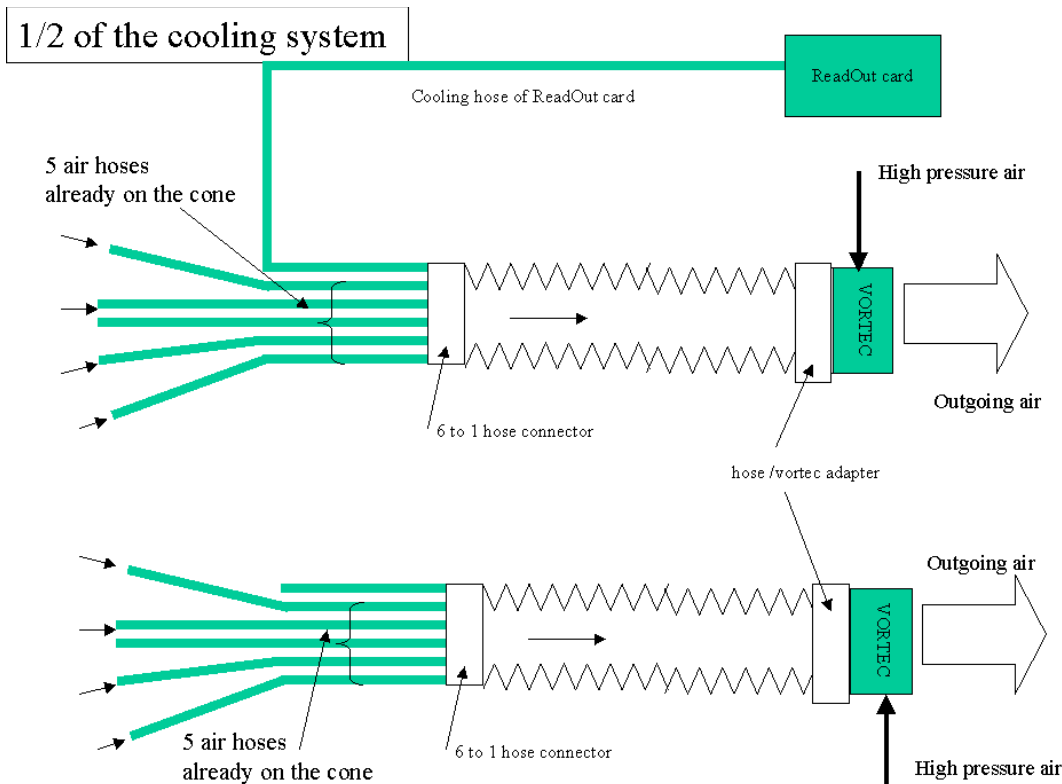 1/2 of the cooling system
ReadOut card
Cooling hose of ReadOut card
5 air hoses
already on the cone
High pressure air
VORTEC
Outgoing air
6 to 1 hose connector
hose /vortec adapter
Outgoing air
VORTEC
5 air hoses
already on the cone
6 to 1 hose connector
High pressure air